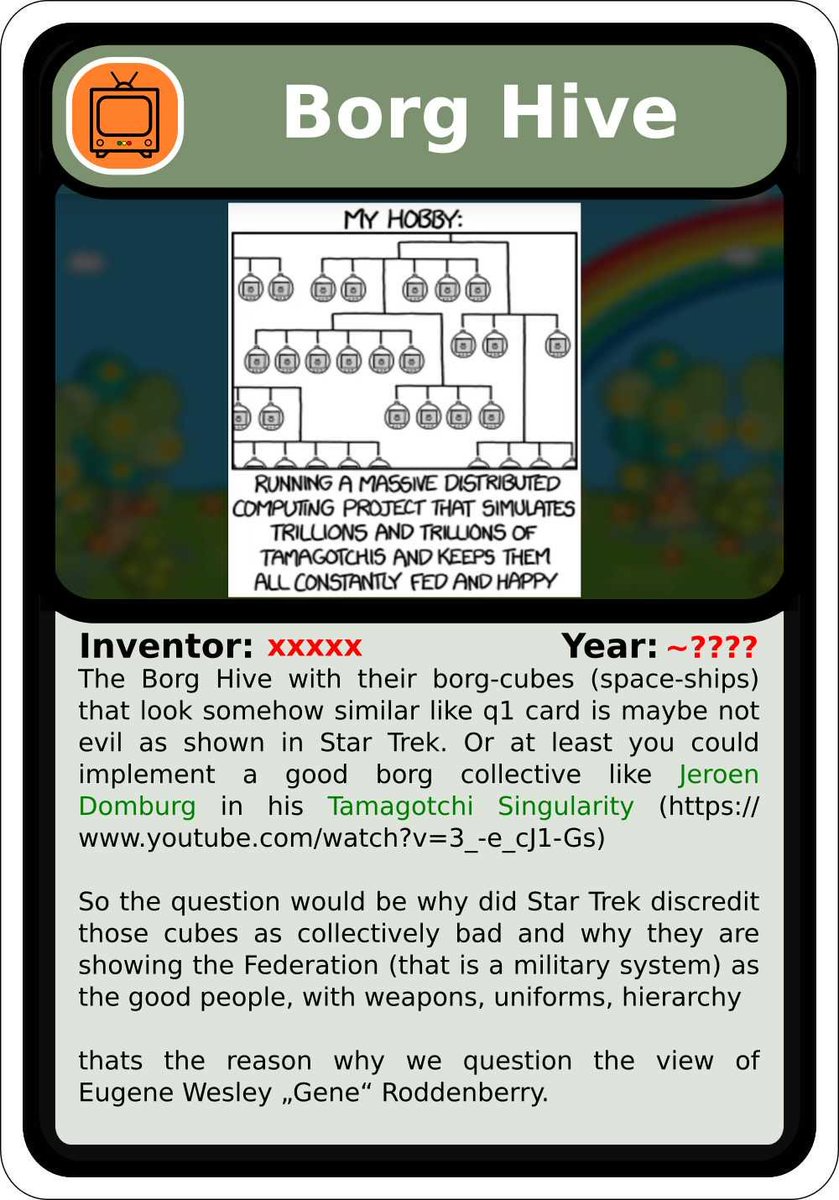 Borg Hive
MY HOBBY:
RUNNING A MASSIVE DISTRIBUTED
COMPUTING PROJECT THAT SIMULATES
TRILLIONS AND TRILLIONS OF
TAMAGOTCHIS AND KEEPS THEM
ALL CONSTANTLY FED AND HAPPY
Inventor: xxxxx Year: ~????
The Borg Hive with their borg-cubes (space-ships)
that look somehow similar like q1 card is maybe not
evil as shown in Star Trek. Or at least you could
implement a good borg collective like Jeroen
Domburg in his Tamagotchi Singularity (https://
www.youtube.com/watch?v=3_-e_cJ1-Gs)
So the question would be why did Star Trek discredit
those cubes as collectively bad and why they are
showing the Federation (that is a military system) as
the good people, with weapons, uniforms, hierarchy
thats the reason why we question the view of
Eugene Wesley „Gene“ Roddenberry.